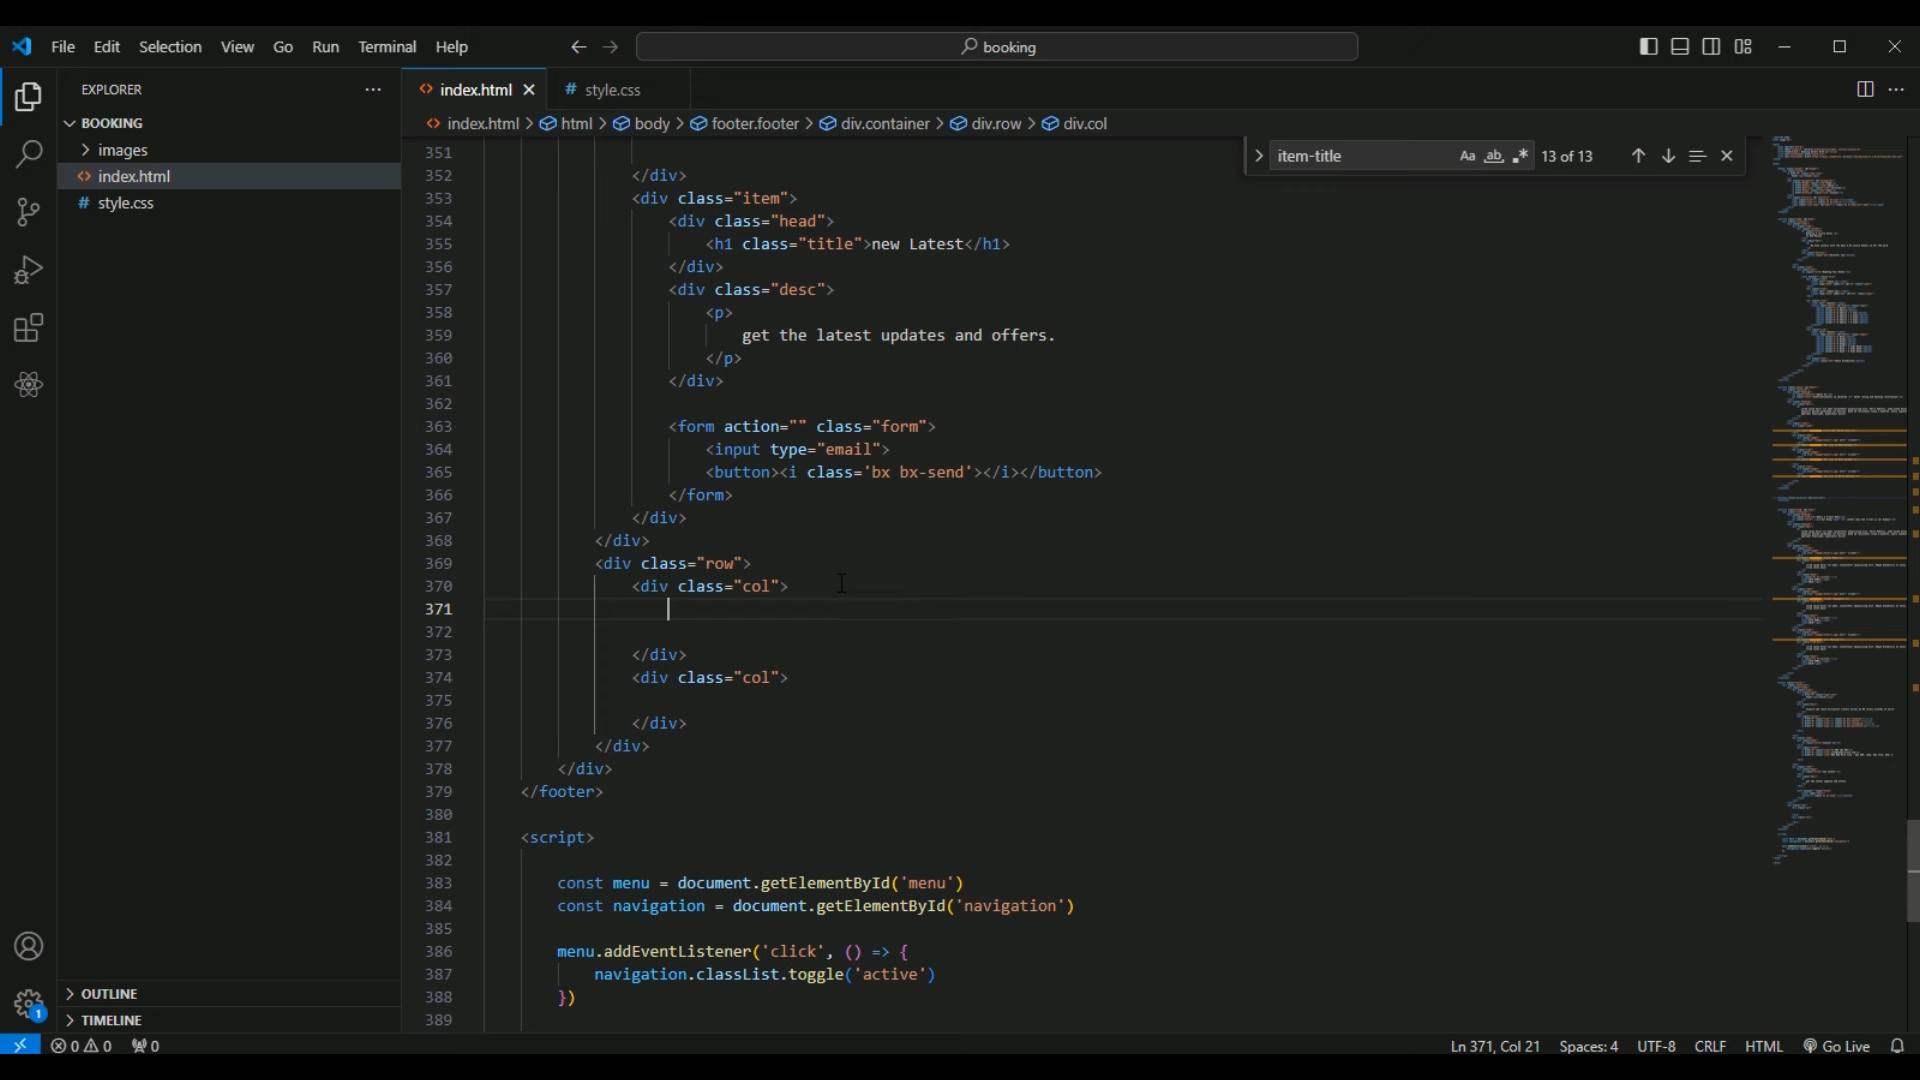 File Edit Selection View Go Run Terminal Help
booking
EXPLORER
BOOKING
images
index.html
style.css
OUTLINE
TIMELINE
index.html
style.css
index.html > html > body > footer.footer > div.container > div.row > div.col
item-title Aa ab .* 13 of 13
351
352 </div>
353 <div class="item">
354 <div class="head">
355 <h1 class="title">new Latest</h1>
356 </div>
357 <div class="desc">
358 <p>
359 get the latest updates and offers.
360 </p>
361 </div>
362
363 <form action="" class="form">
364 <input type="email">
365 <button><i class='bx bx-send'></i></button>
366 </form>
367 </div>
368 </div>
369 <div class="row">
370 <div class="col">
371
372
373 </div>
374 <div class="col">
375
376 </div>
377 </div>
378 </div>
379 </footer>
380
381 <script>
382
383 const menu = document.getElementById('menu')
384 const navigation = document.getElementById('navigation')
385
386 menu.addEventListener('click', () => {
387 navigation.classList.toggle('active')
388 })
389
1
0 0 0
Ln 371, Col 21 Spaces: 4 UTF-8 CRLF HTML Go Live